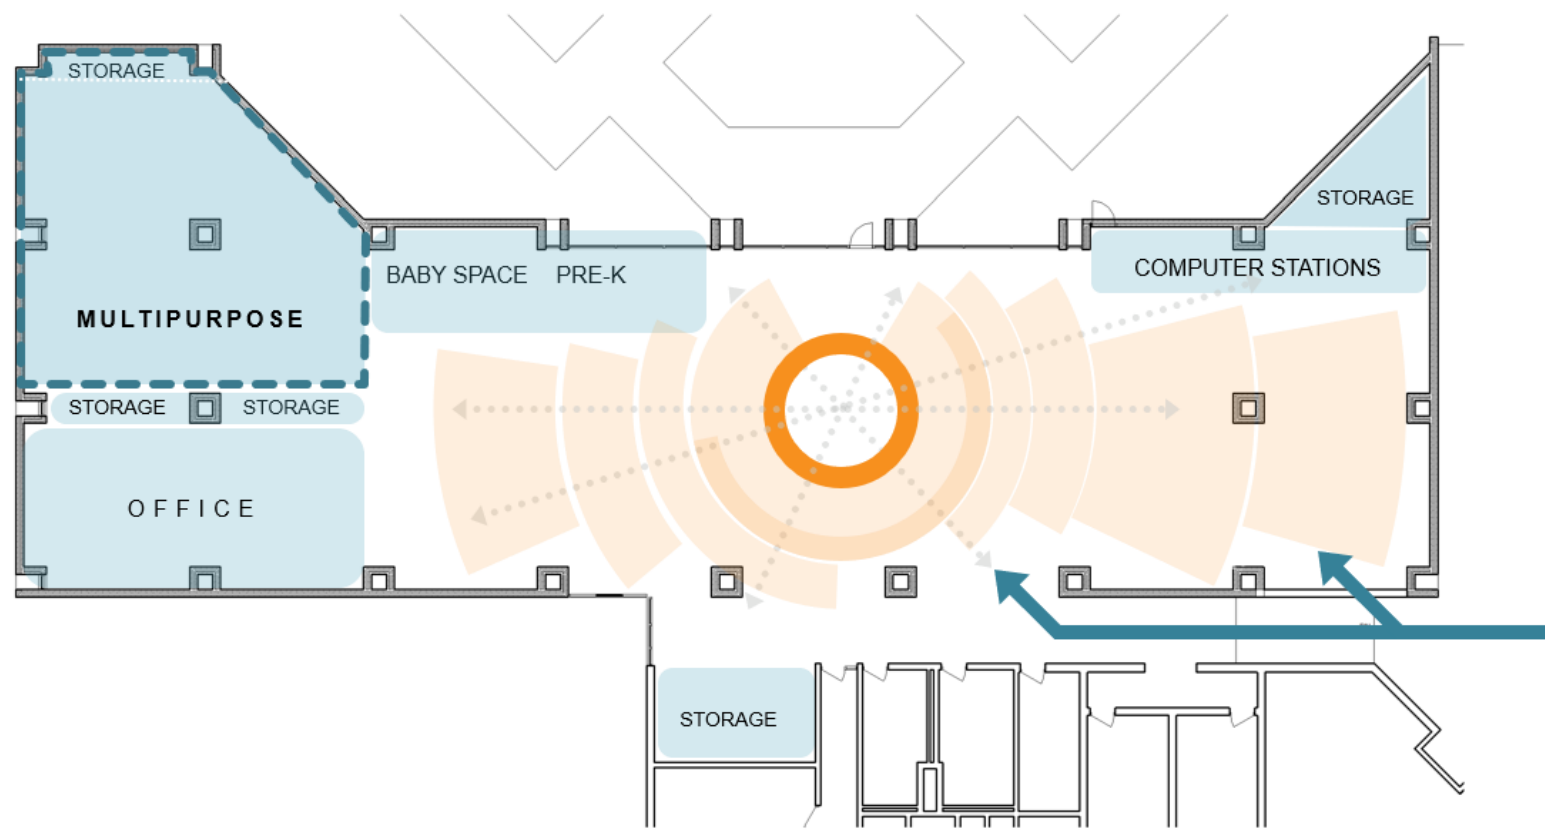 STORAGE
STORAGE
BABY SPACE PRE-K
COMPUTER STATIONS
MULTIPURPOSE
STORAGE STORAGE
OFFICE
STORAGE